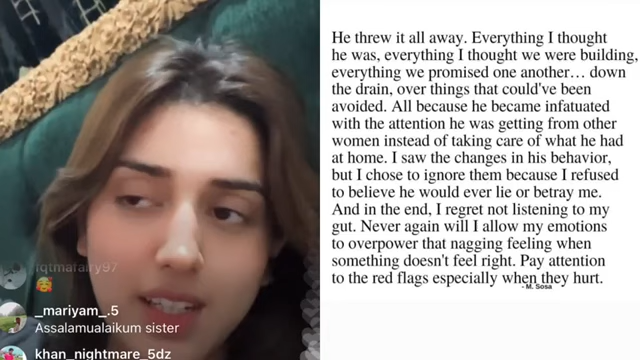 iqtmafairy97
_mariyam_.5
Assalamualaikum sister
khan_nightmare_5dz
He threw it all away. Everything I thought
he was, everything I thought we were building,
everything we promised one another… down
the drain, over things that could've been
avoided. All because he became infatuated
with the attention he was getting from other
women instead of taking care of what he had
at home. I saw the changes in his behavior,
but I chose to ignore them because I refused
to believe he would ever lie or betray me.
And in the end, I regret not listening to my
gut. Never again will I allow my emotions
to overpower that nagging feeling when
something doesn't feel right. Pay attention
to the red flags especially when they hurt.
- M. Sosa